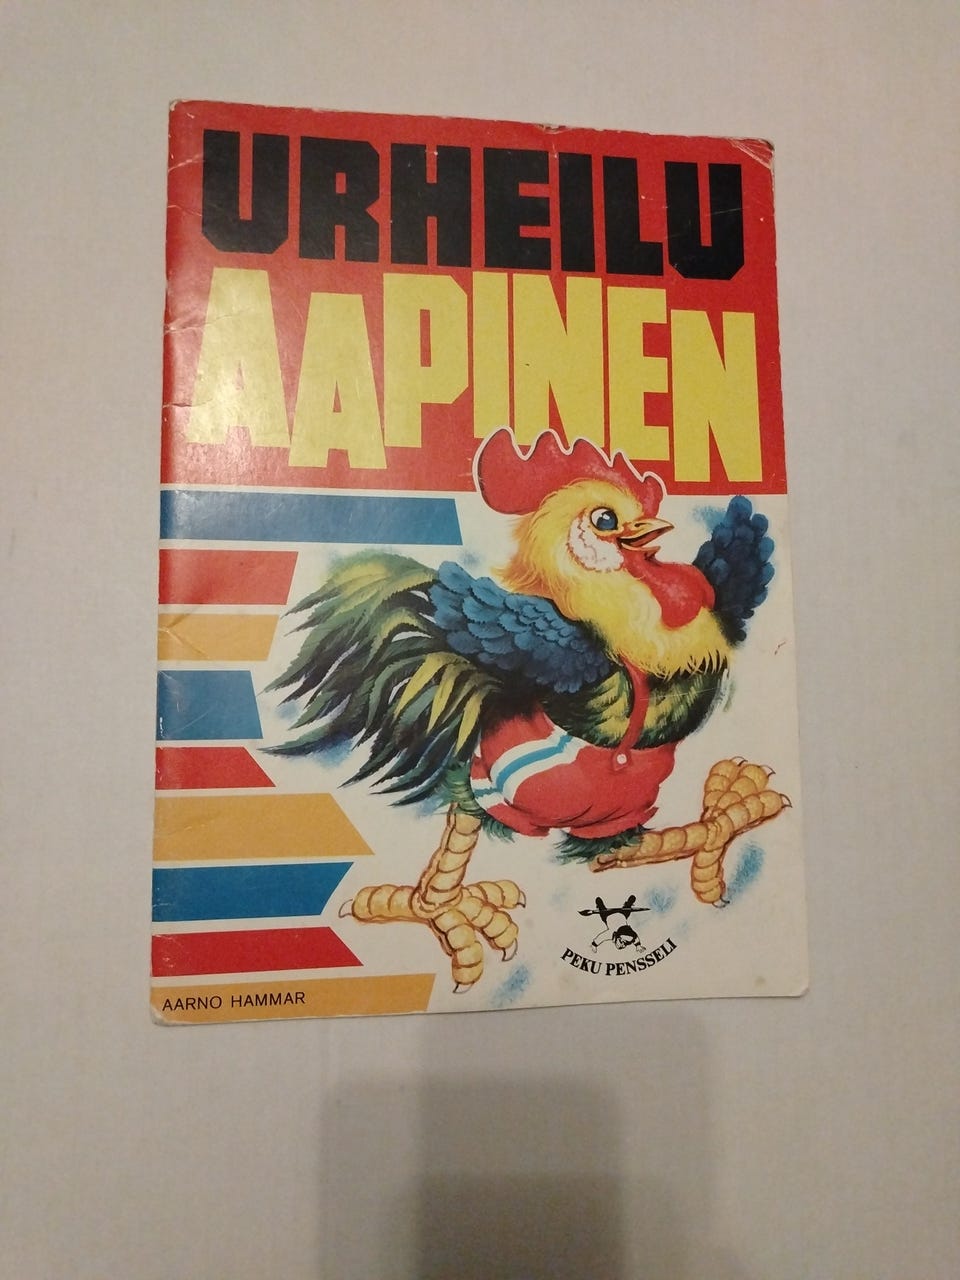 URHEILU
AAPINEN
PEKU PENSSELI
AARNO HAMMAR